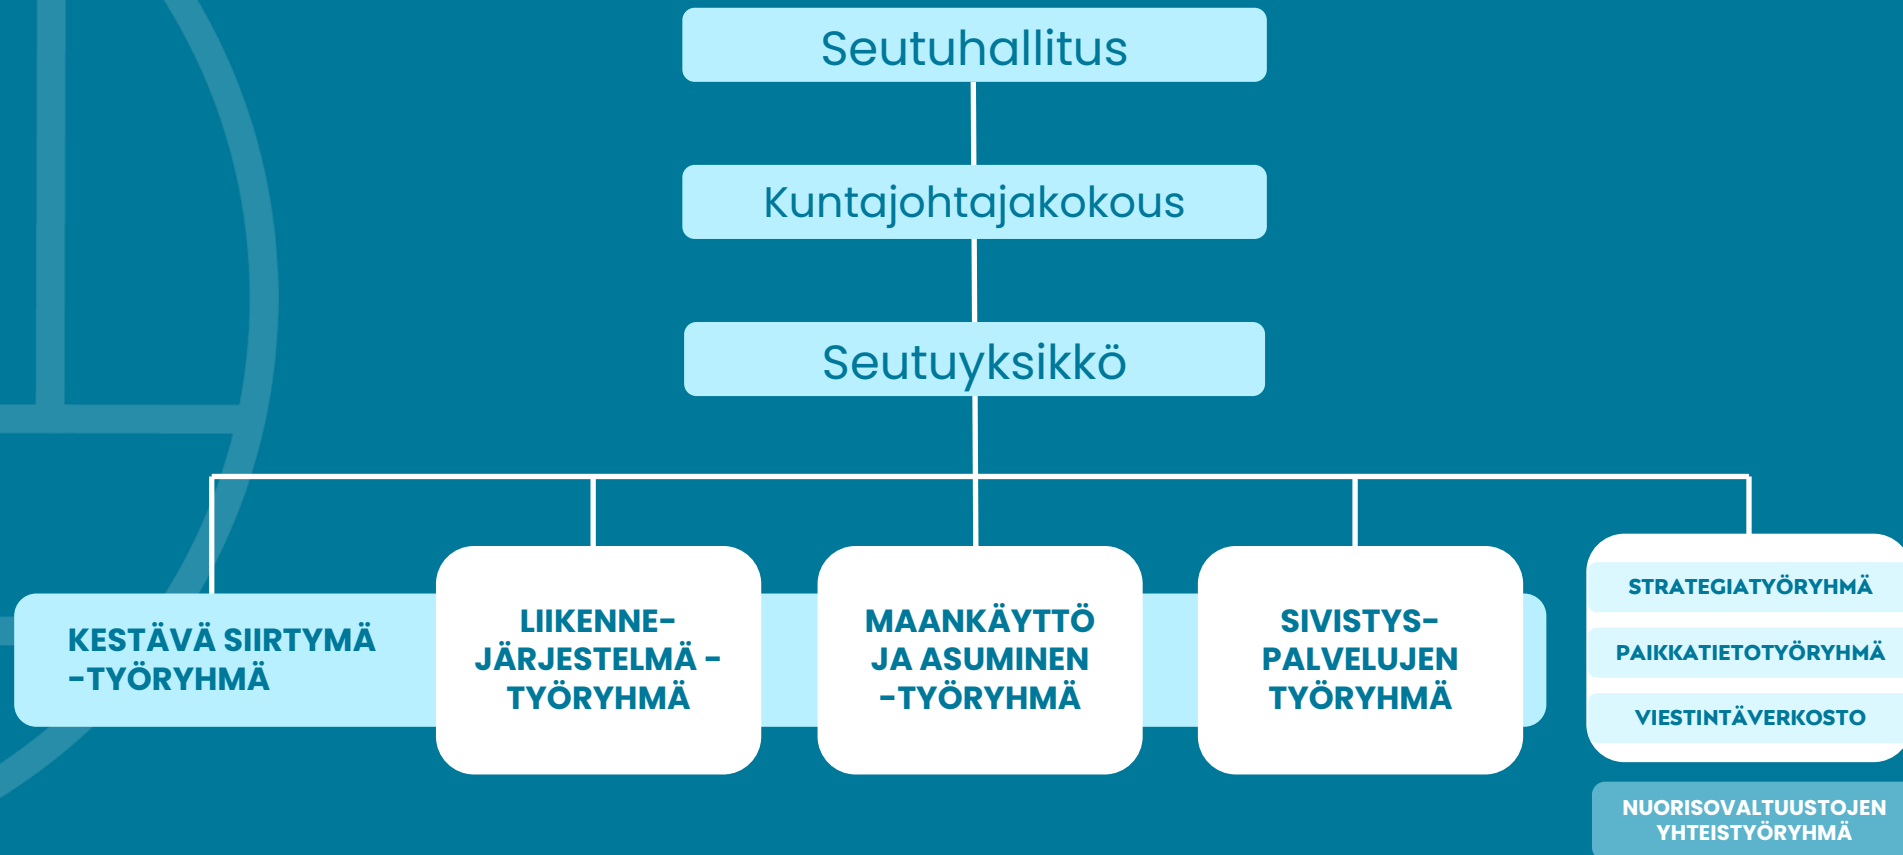 Seutuhallitus
Kuntajohtajakokous
Seutuyksikkö
KESTÄVÄ SIIRTYMÄ
-TYÖRYHMÄ
LIIKENNE-
JÄRJESTELMÄ -
TYÖRYHMÄ
MAANKÄYTTÖ
JA ASUMINEN
-TYÖRYHMÄ
SIVISTYS-
PALVELUJEN
TYÖRYHMÄ
STRATEGIATYÖRYHMÄ
PAIKKATIETOTYÖRYHMÄ
VIESTINTÄVERKOSTO
NUORISOVALTUUSTOJEN
YHTEISTYÖRYHMÄ